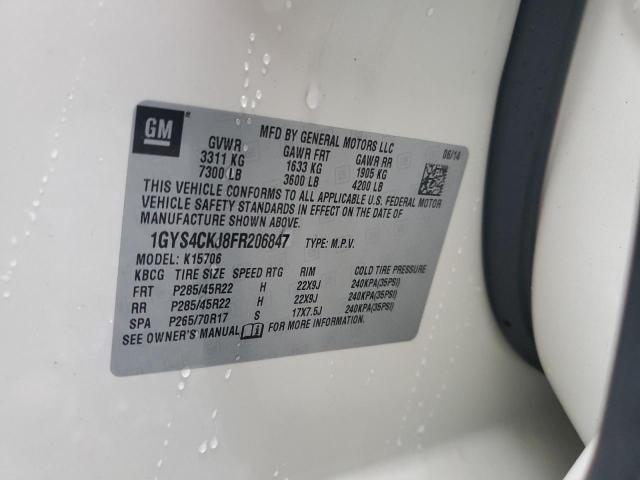 GM
MFD BY GENERAL MOTORS LLC 06/14
GVWR GAWR FRT GAWR RR
3311 KG 1633 KG 1905 KG
7300 LB 3600 LB 4200 LB
THIS VEHICLE CONFORMS TO ALL APPLICABLE U.S. FEDERAL MOTOR
VEHICLE SAFETY STANDARDS IN EFFECT ON THE DATE OF
MANUFACTURE SHOWN ABOVE.
1GYS4CKJ8FR206847 TYPE: M.P.V.
MODEL: K15706
KBCG TIRE SIZE SPEED RTG RIM COLD TIRE PRESSURE
FRT P285/45R22 H 22X9J 240KPA(35PSI)
RR P285/45R22 H 22X9J 240KPA(35PSI)
SPA P265/70R17 S 17X7.5J 240KPA(35PSI)
SEE OWNER'S MANUAL FOR MORE INFORMATION.